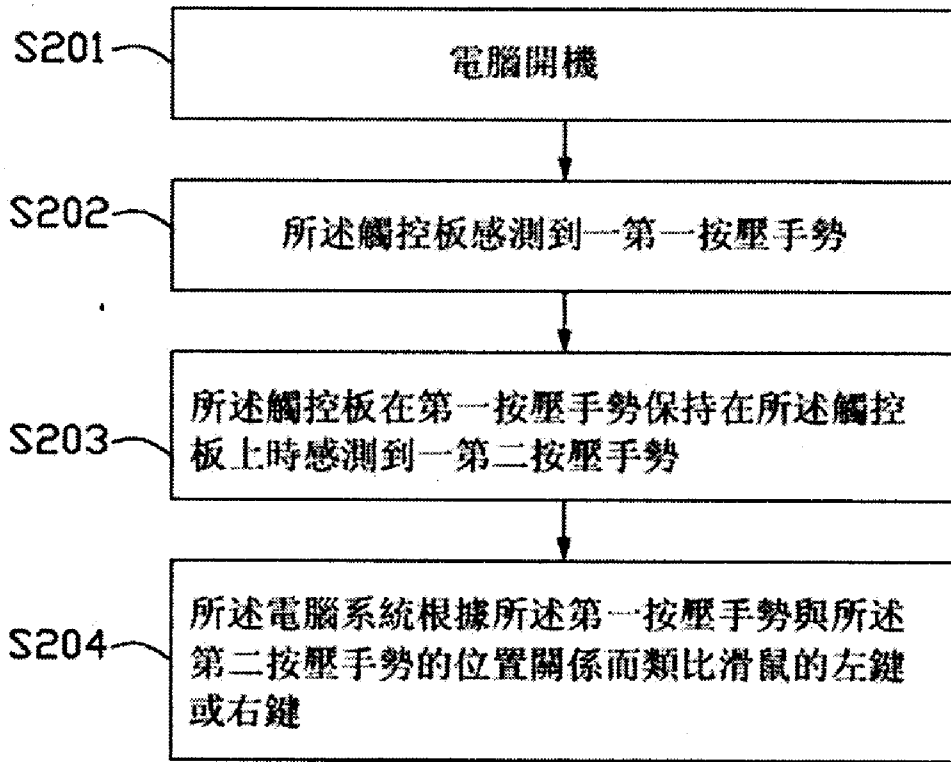 S201
電腦開機
S202
所述觸控板感測到一第一按壓手勢
S203
所述觸控板在第一按壓手勢保持在所述觸控
板上時感測到一第二按壓手勢
S204
所述電腦系統根據所述第一按壓手勢與所述
第二按壓手勢的位置關係而類比滑鼠的左鍵
或右鍵